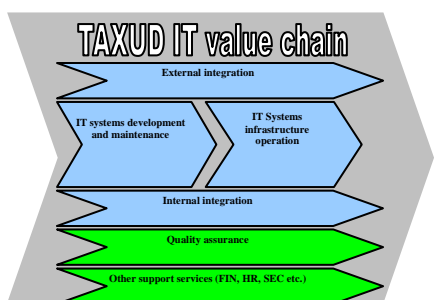 TAXUD IT value chain
External integration
IT systems development
and maintenance
IT Systems
infrastructure
operation
Internal integration
Quality assurance
Other support services (FIN, HR, SEC etc.)